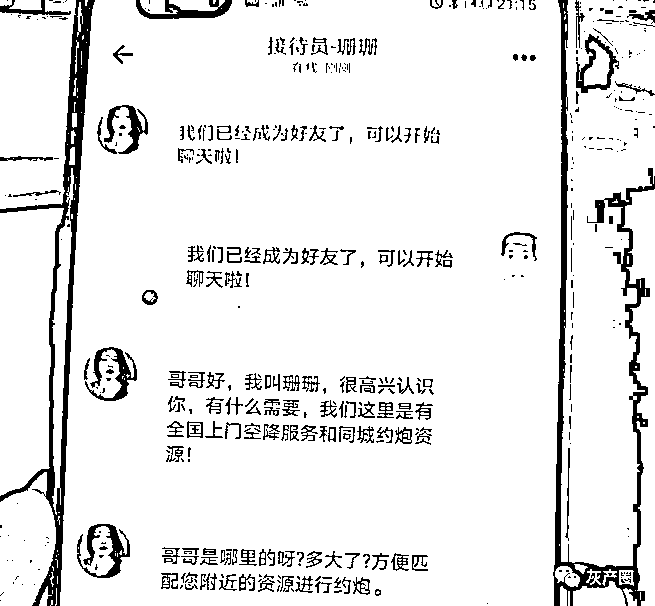 21:15
接待员-珊珊
我们已经成为好友了，可以开始
聊天啦！
我们已经成为好友了，可以开始
聊天啦！
哥哥好，我叫珊珊，很高兴认识
你，有什么需要，我们这里是有
全国上门空降服务和同城约炮资
源！
哥哥是哪里的呀?多大了?方便匹
配您附近的资源进行约炮。
灰产圈